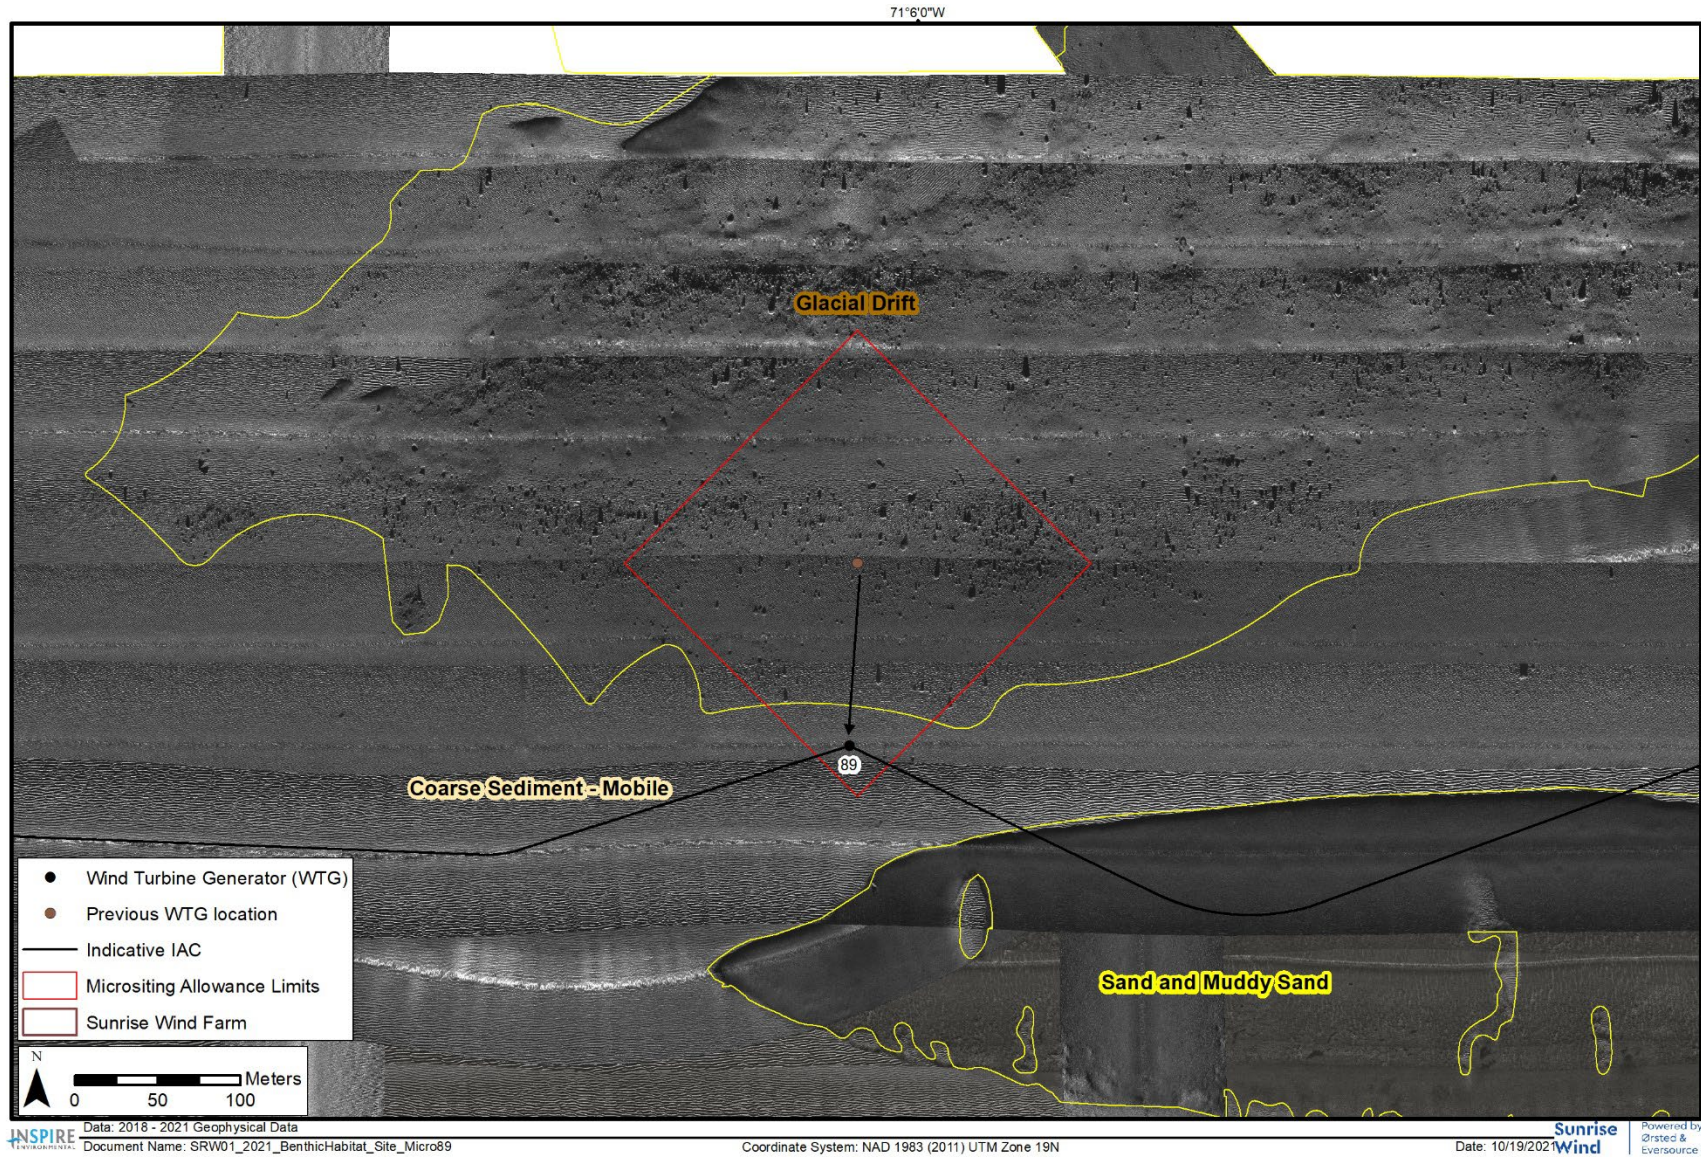 71°6'0"W
Glacial Drift
89
Coarse Sediment - Mobile
Sand and Muddy Sand
Wind Turbine Generator (WTG)
Previous WTG location
Indicative IAC
Micrositing Allowance Limits
Sunrise Wind Farm
N
Meters
0 50 100
INSPIRE
ENVIRONMENTAL
Data: 2018 - 2021 Geophysical Data
Document Name: SRW01_2021_BenthicHabitat_Site_Micro89
Coordinate System: NAD 1983 (2011) UTM Zone 19N
Date: 10/19/2021
Sunrise
Wind
Powered by
Ørsted &
Eversource